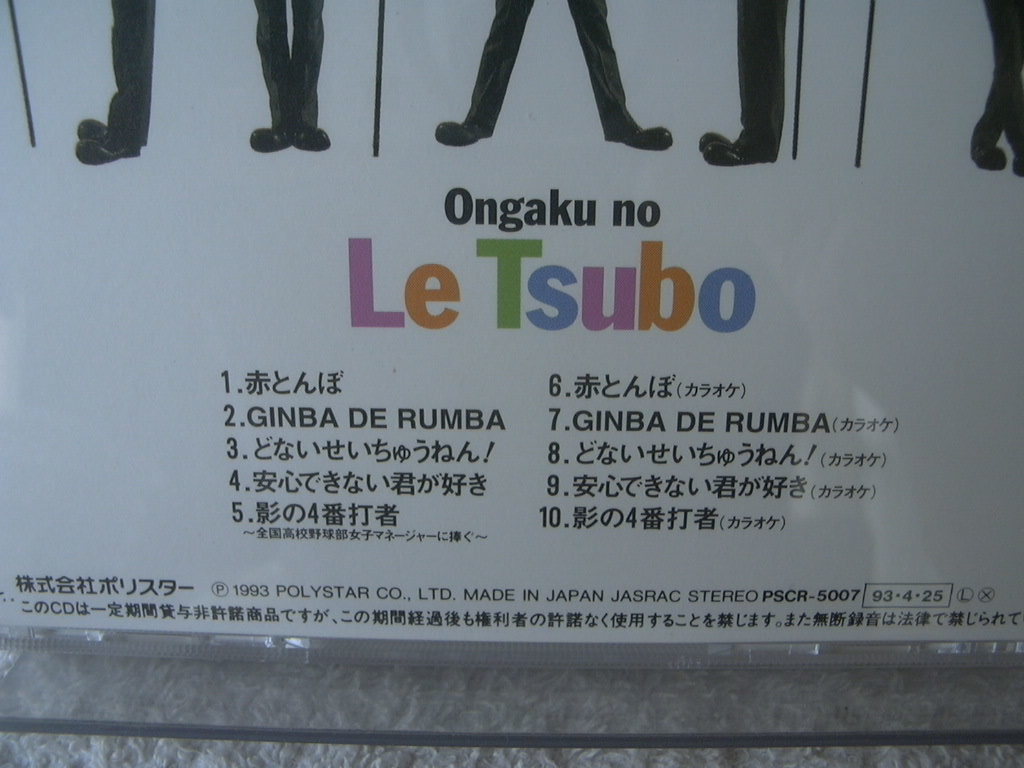 Ongaku no
Le Tsubo
1.赤とんぼ
2.GINBA DE RUMBA
3.どないせいちゅうねん!
4.安心できない君が好き
5.影の4番打者
〜全国高校野球部女子マネージャーに捧ぐ〜
6.赤とんぼ(カラオケ)
7.GINBA DE RUMBA(カラオケ)
8.どないせいちゅうねん!(カラオケ)
9.安心できない君が好き(カラオケ)
10.影の4番打者(カラオケ)
株式会社ポリスター Ⓟ1993 POLYSTAR CO., LTD. MADE IN JAPAN JASRAC STEREO PSCR-5007 93・4・25 Ⓛ ⓧ
このCDは一定期間貸与非許諾商品ですが、この期間経過後も権利者の許諾なく使用することを禁じます。また無断録音は法律で禁じられて